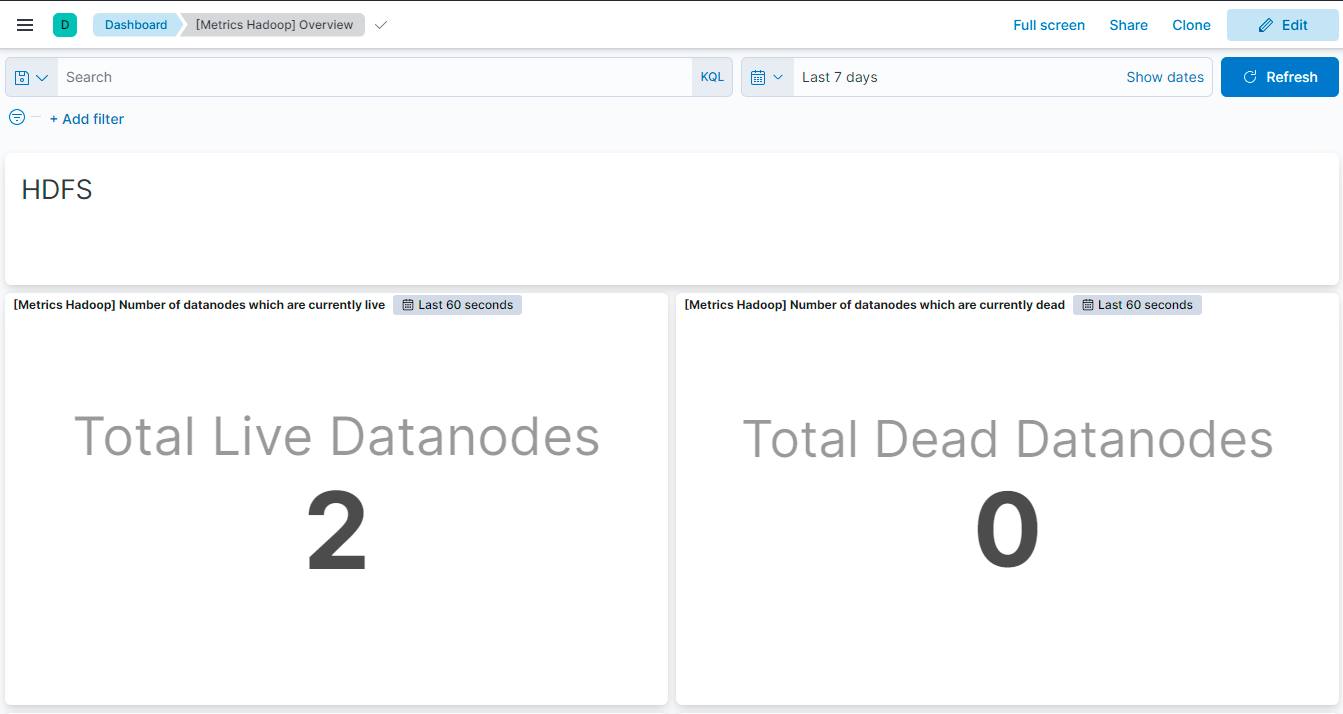 D Dashboard [Metrics Hadoop] Overview Full screen Share Clone Edit
Search KQL Last 7 days Show dates Refresh
+ Add filter
HDFS
[Metrics Hadoop] Number of datanodes which are currently live Last 60 seconds
Total Live Datanodes
2
[Metrics Hadoop] Number of datanodes which are currently dead Last 60 seconds
Total Dead Datanodes
0